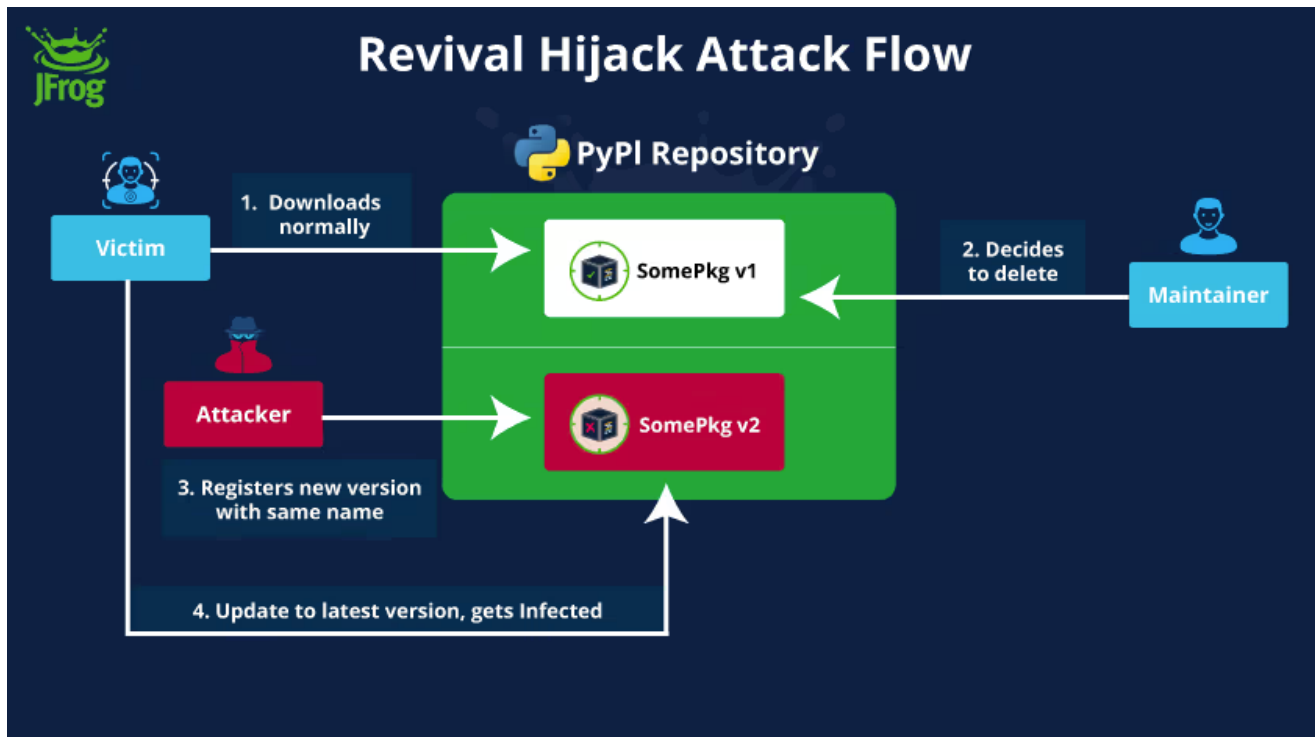 JFrog
Revival Hijack Attack Flow
PyPl Repository
Victim
1. Downloads
normally
SomePkg v1
2. Decides
to delete
Maintainer
Attacker
SomePkg v2
3. Registers new version
with same name
4. Update to latest version, gets Infected